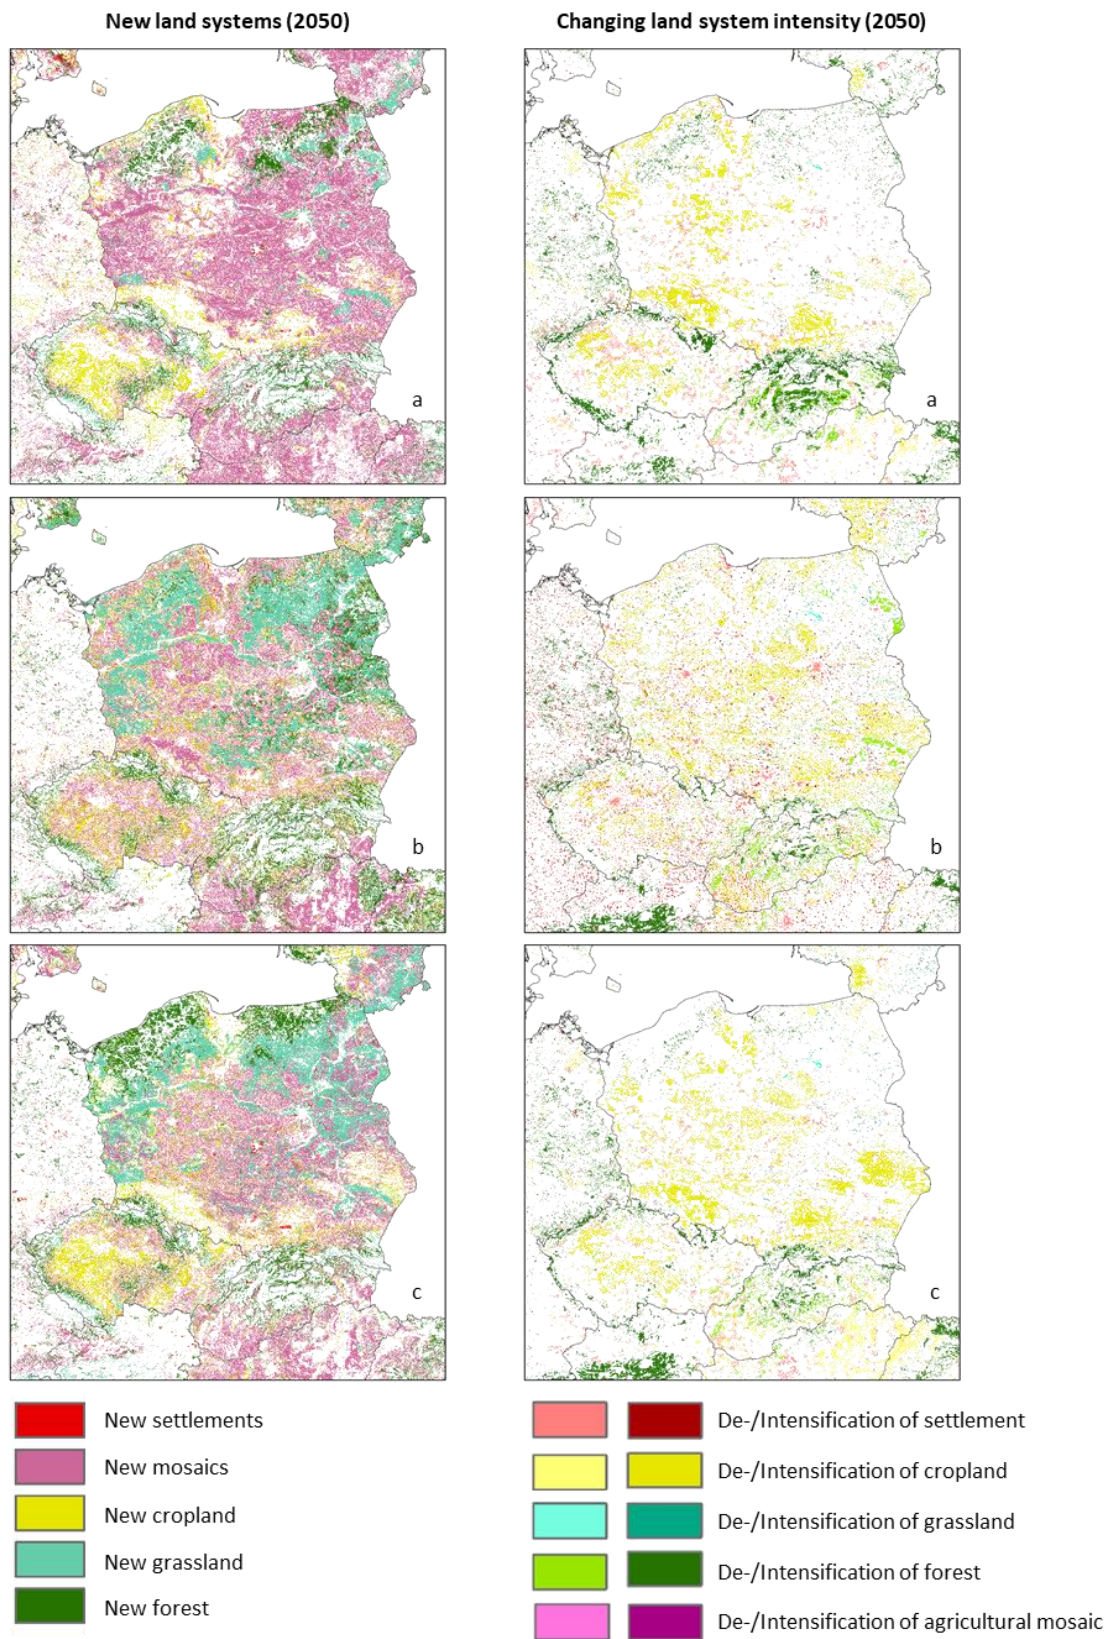 New land systems (2050)
Changing land system intensity (2050)
a
a
b
b
c
c
New settlements
New mosaics
New cropland
New grassland
New forest
De-/Intensification of settlement
De-/Intensification of cropland
De-/Intensification of grassland
De-/Intensification of forest
De-/Intensification of agricultural mosaic